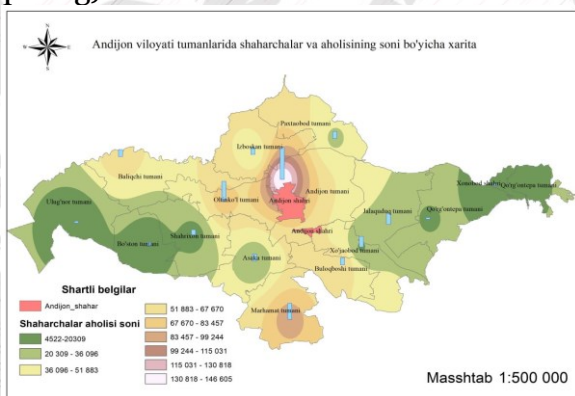 Andijon viloyati tumanlarida shaharchalar va aholisining soni bo'yicha xarita
Paxtaobod tumani
Izboskan tumani
Baliqchi tumani
Oltinko'l tumani
Andijon tumani
Andijon shahri
Ulug'nor tumani
Bo'ston tumani
Shahrixon tumani
Asaka tumani
Andijon shahri
Xo'jaobod tumani
Buloqboshi tumani
Jalaquduq tumani
Qo'rg'ontepa tumani
Xonobod shahri
Qo'rg'ontepa tumani
Marhamat tumani
Shartli belgilar
Andijon_shahar
Shaharchalar aholisi soni
4522-20309
20 309 - 36 096
36 096 - 51 883
51 883 - 67 670
67 670 - 83 457
83 457 - 99 244
99 244 - 115 031
115 031 - 130 818
130 818 - 146 605
Masshtab 1:500 000